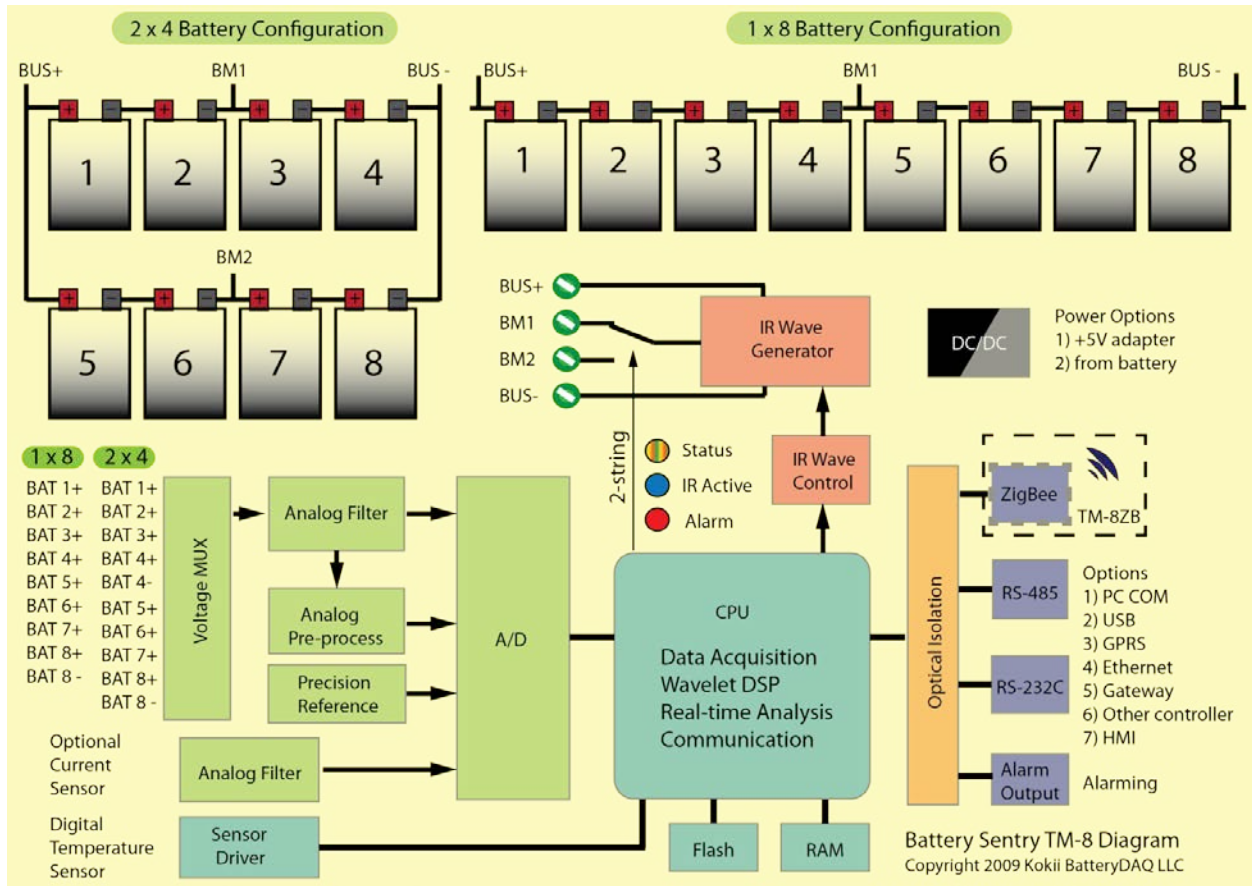 2 x 4 Battery Configuration
BUS+
BM1
BUS -
+ − + − + − + −
1 2 3 4
BM2
+ − + − + − + −
5 6 7 8
1 x 8 Battery Configuration
BUS+
BM1
BUS -
+ − + − + − + − + − + − + − + −
1 2 3 4 5 6 7 8
BUS+
BM1
BM2
BUS-
IR Wave
Generator
DC/DC
Power Options
1) +5V adapter
2) from battery
2-string
Status
IR Active
Alarm
IR Wave
Control
1 x 8
BAT 1+
BAT 2+
BAT 3+
BAT 4+
BAT 5+
BAT 6+
BAT 7+
BAT 8+
BAT 8 -
2 x 4
BAT 1+
BAT 2+
BAT 3+
BAT 4+
BAT 4-
BAT 5+
BAT 6+
BAT 7+
BAT 8+
BAT 8 -
Voltage MUX
Analog Filter
Analog
Pre-process
Precision
Reference
A/D
Optional
Current
Sensor
Analog Filter
Digital
Temperature
Sensor
Sensor
Driver
CPU
Data Acquisition
Wavelet DSP
Real-time Analysis
Communication
Flash
RAM
Optical Isolation
ZigBee
TM-8ZB
RS-485
RS-232C
Options
1) PC COM
2) USB
3) GPRS
4) Ethernet
5) Gateway
6) Other controller
7) HMI
Alarm
Output
Alarming
Battery Sentry TM-8 Diagram
Copyright 2009 Kokii BatteryDAQ LLC